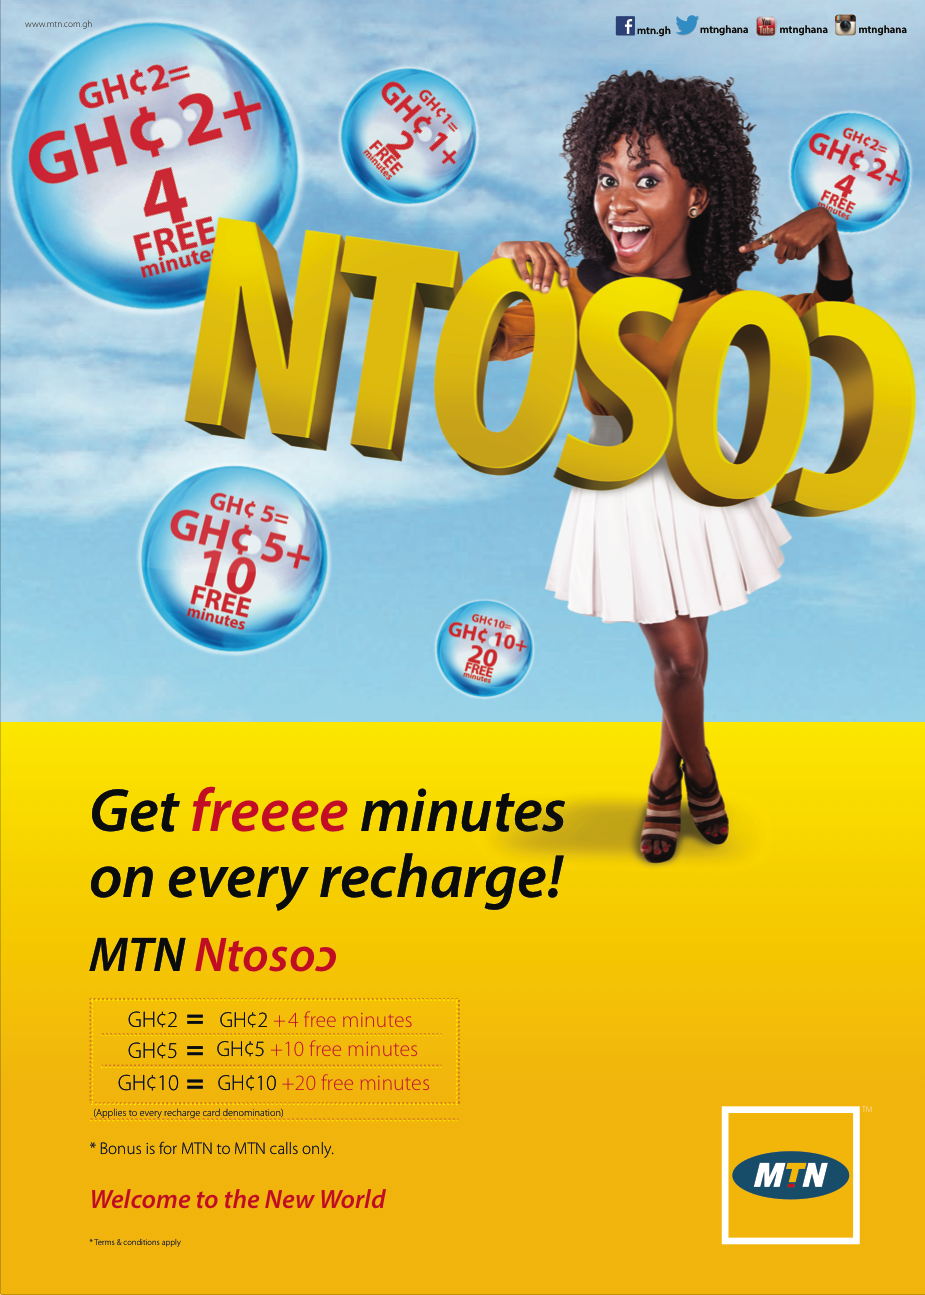 www.mtn.com.gh
mtn.gh mtnghana mtnghana mtnghana
GH¢2=
GH¢ 2+
4
FREE
minutes
GH¢1=
GH¢ 1+
2
FREE
minutes
GH¢2=
GH¢ 2+
4
FREE
minutes
NTOSOƆ
GH¢ 5=
GH¢ 5+
10
FREE
minutes
GH¢10=
GH¢ 10+
20
FREE
minutes
Get freeee minutes
on every recharge!
MTN Ntosoɔ
GH¢2 = GH¢2 +4 free minutes
GH¢5 = GH¢5 +10 free minutes
GH¢10 = GH¢10 +20 free minutes
(Applies to every recharge card denomination)
* Bonus is for MTN to MTN calls only.
Welcome to the New World
* Terms & conditions apply
MTN
TM